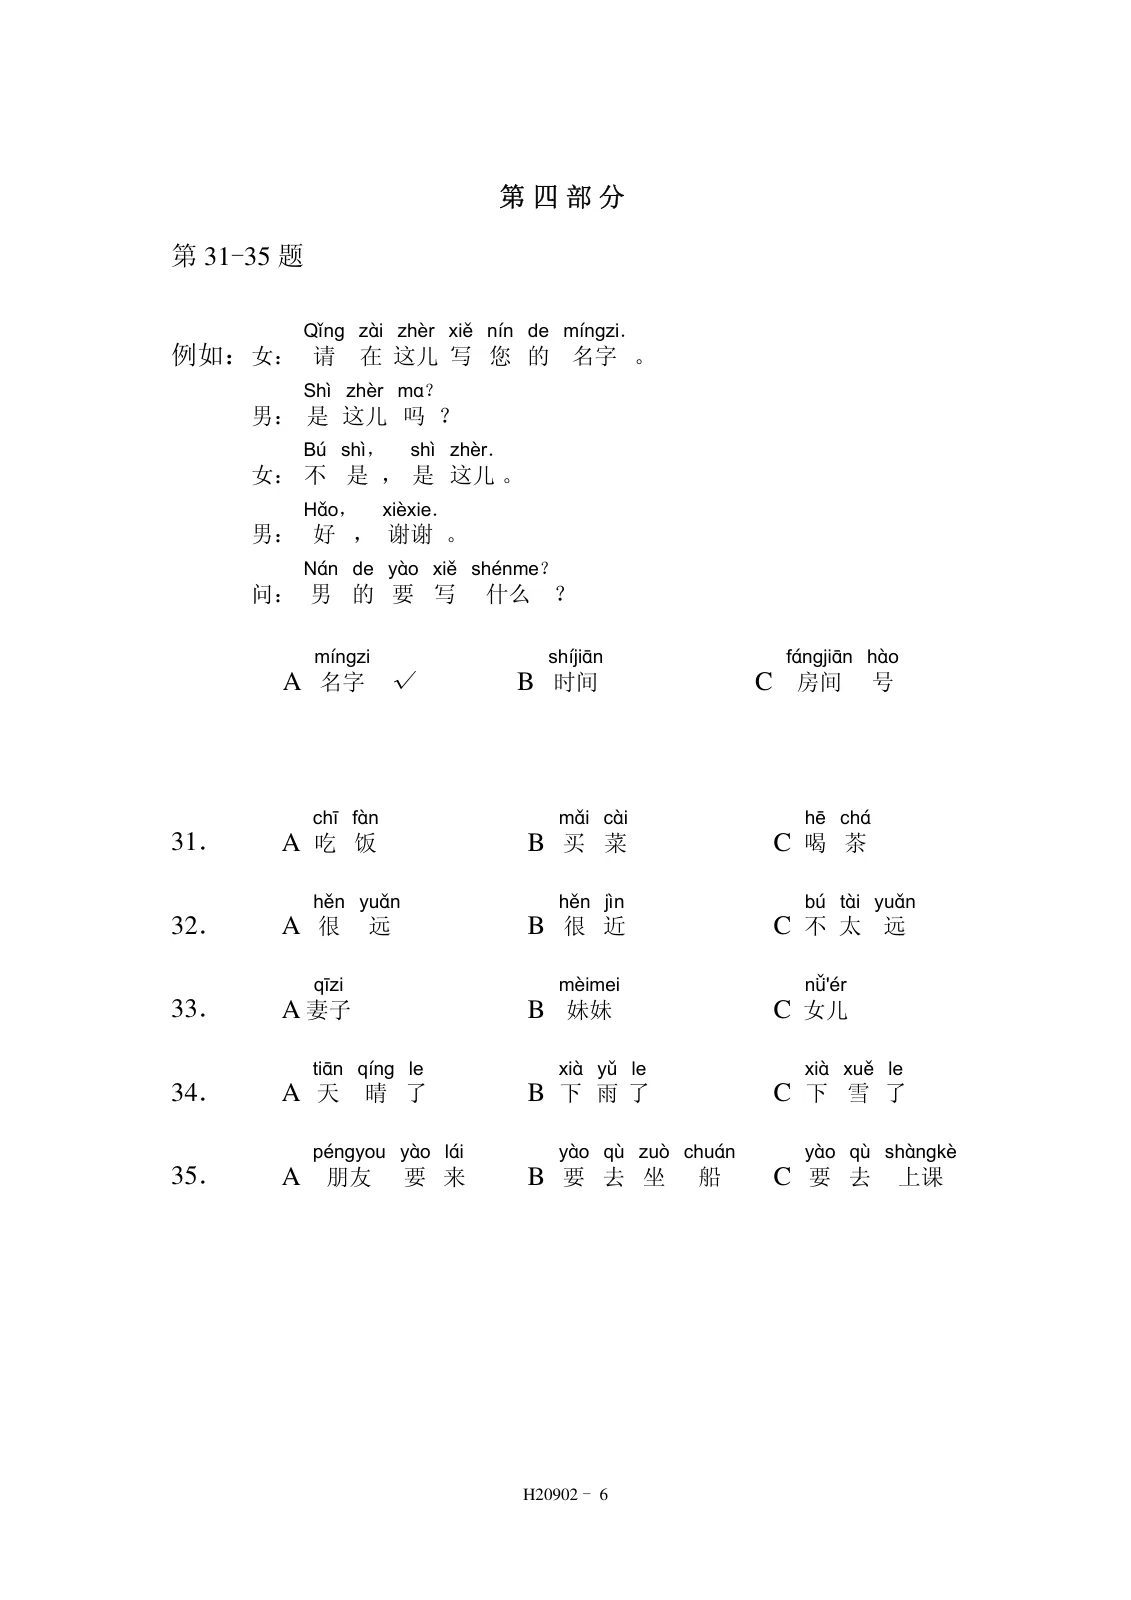 第四部分
第 31-35 题
Qǐng zài zhèr xiě nín de míngzi.
例如：女： 请 在 这儿 写 您 的 名字 。
Shì zhèr ma？
男： 是 这儿 吗 ？
Bú shì， shì zhèr.
女： 不 是 ， 是 这儿 。
Hǎo， xièxie.
男： 好 ， 谢谢 。
Nán de yào xiě shénme？
问： 男 的 要 写 什么 ？
míngzi shíjiān fángjiān hào
A 名字 √ B 时间 C 房间 号
chī fàn mǎi cài hē chá
31． A 吃 饭 B 买 菜 C 喝 茶
hěn yuǎn hěn jìn bú tài yuǎn
32． A 很 远 B 很 近 C 不 太 远
qīzi mèimei nǚ'ér
33． A 妻子 B 妹妹 C 女儿
tiān qíng le xià yǔ le xià xuě le
34． A 天 晴 了 B 下 雨 了 C 下 雪 了
péngyou yào lái yào qù zuò chuán yào qù shàngkè
35． A 朋友 要 来 B 要 去 坐 船 C 要 去 上课
H20902－ 6